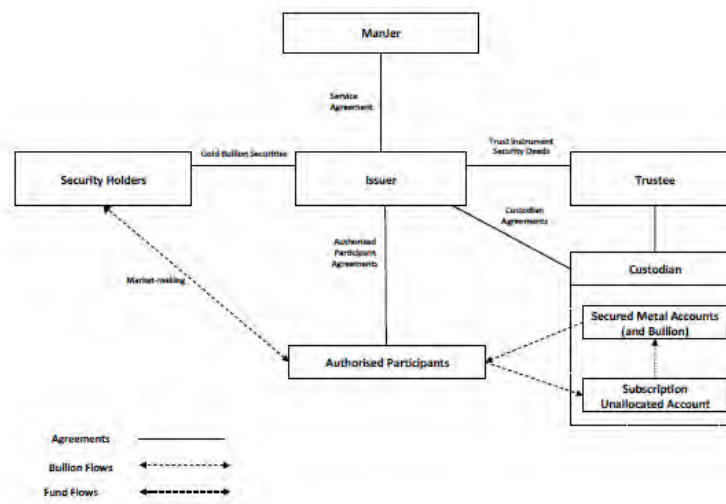 ManJer
Service
Agreement
Gold Bullion Securities
Trust Instrument
Security Deeds
Security Holders
Issuer
Trustee
Custodian
Agreements
Authorised
Participant
Agreements
Custodian
Market-making
Secured Metal Accounts
(and Bullion)
Authorised Participants
Subscription
Unallocated Account
Agreements
Bullion Flows
Fund Flows